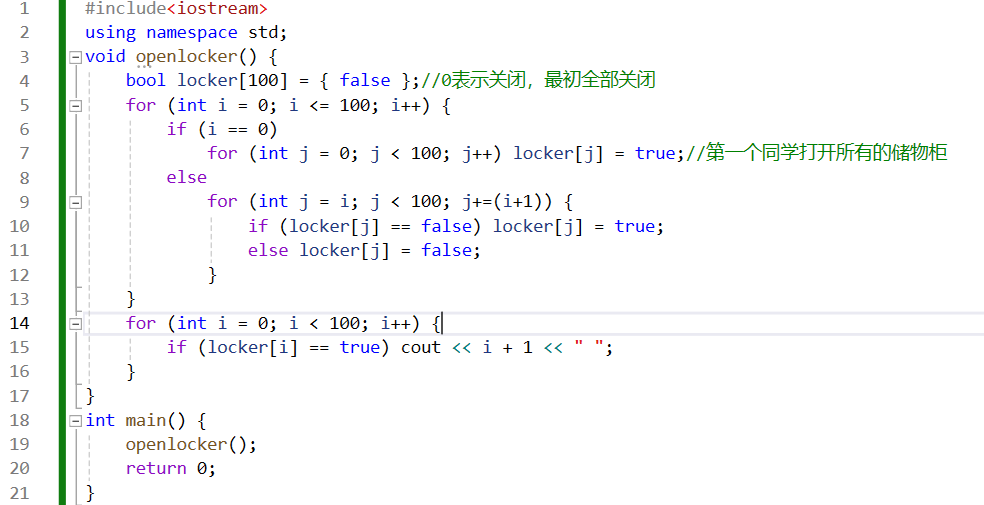 1 #include<iostream>
2 using namespace std;
3 void openlocker() {
4 bool locker[100] = { false };//0表示关闭，最初全部关闭
5 for (int i = 0; i <= 100; i++) {
6 if (i == 0)
7 for (int j = 0; j < 100; j++) locker[j] = true;//第一个同学打开所有的储物柜
8 else
9 for (int j = i; j < 100; j+=(i+1)) {
10 if (locker[j] == false) locker[j] = true;
11 else locker[j] = false;
12 }
13 }
14 for (int i = 0; i < 100; i++) {
15 if (locker[i] == true) cout << i + 1 << " ";
16 }
17 }
18 int main() {
19 openlocker();
20 return 0;
21 }